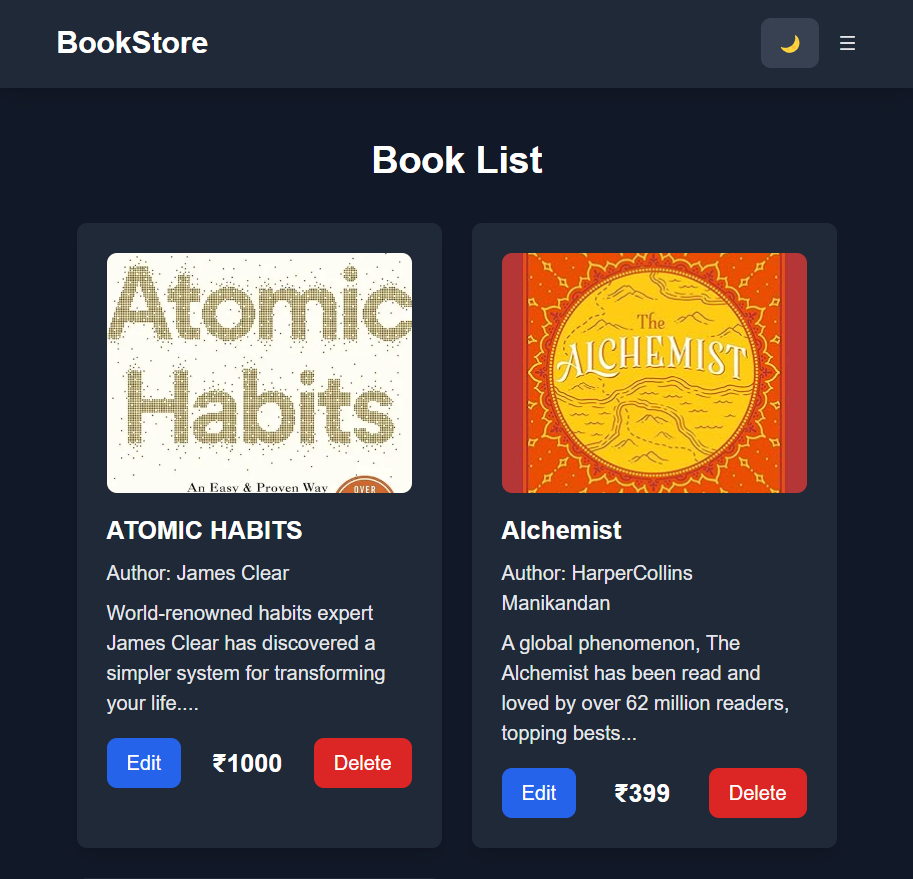 BookStore
Book List
Atomic
Habits
An Easy & Proven Way
OVER
ATOMIC HABITS
Author: James Clear
World-renowned habits expert
James Clear has discovered a
simpler system for transforming
your life....
Edit ₹1000 Delete
The
ALCHEMIST
Alchemist
Author: HarperCollins
Manikandan
A global phenomenon, The
Alchemist has been read and
loved by over 62 million readers,
topping bests...
Edit ₹399 Delete